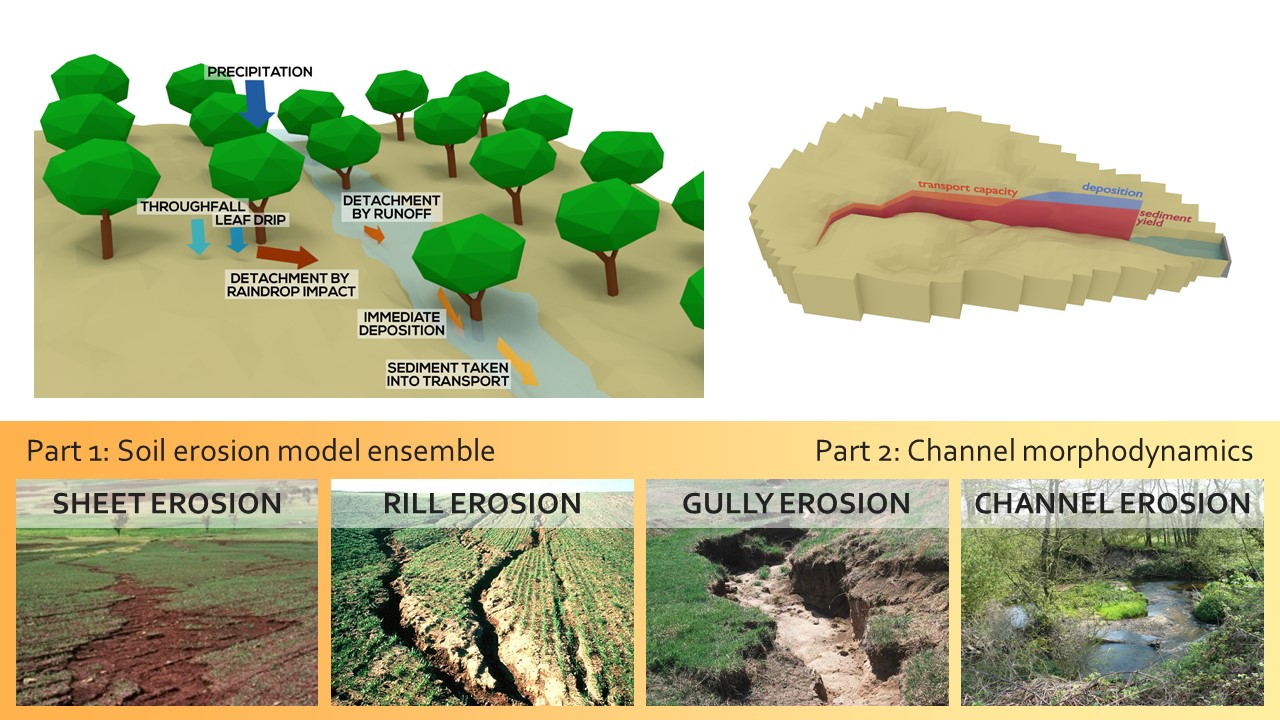 PRECIPITATION
THROUGHFALL
LEAF DRIP
DETACHMENT
BY RUNOFF
DETACHMENT BY
RAINDROP IMPACT
IMMEDIATE
DEPOSITION
SEDIMENT TAKEN
INTO TRANSPORT
transport capacity
deposition
sediment
yield
Part 1: Soil erosion model ensemble
Part 2: Channel morphodynamics
SHEET EROSION
RILL EROSION
GULLY EROSION
CHANNEL EROSION